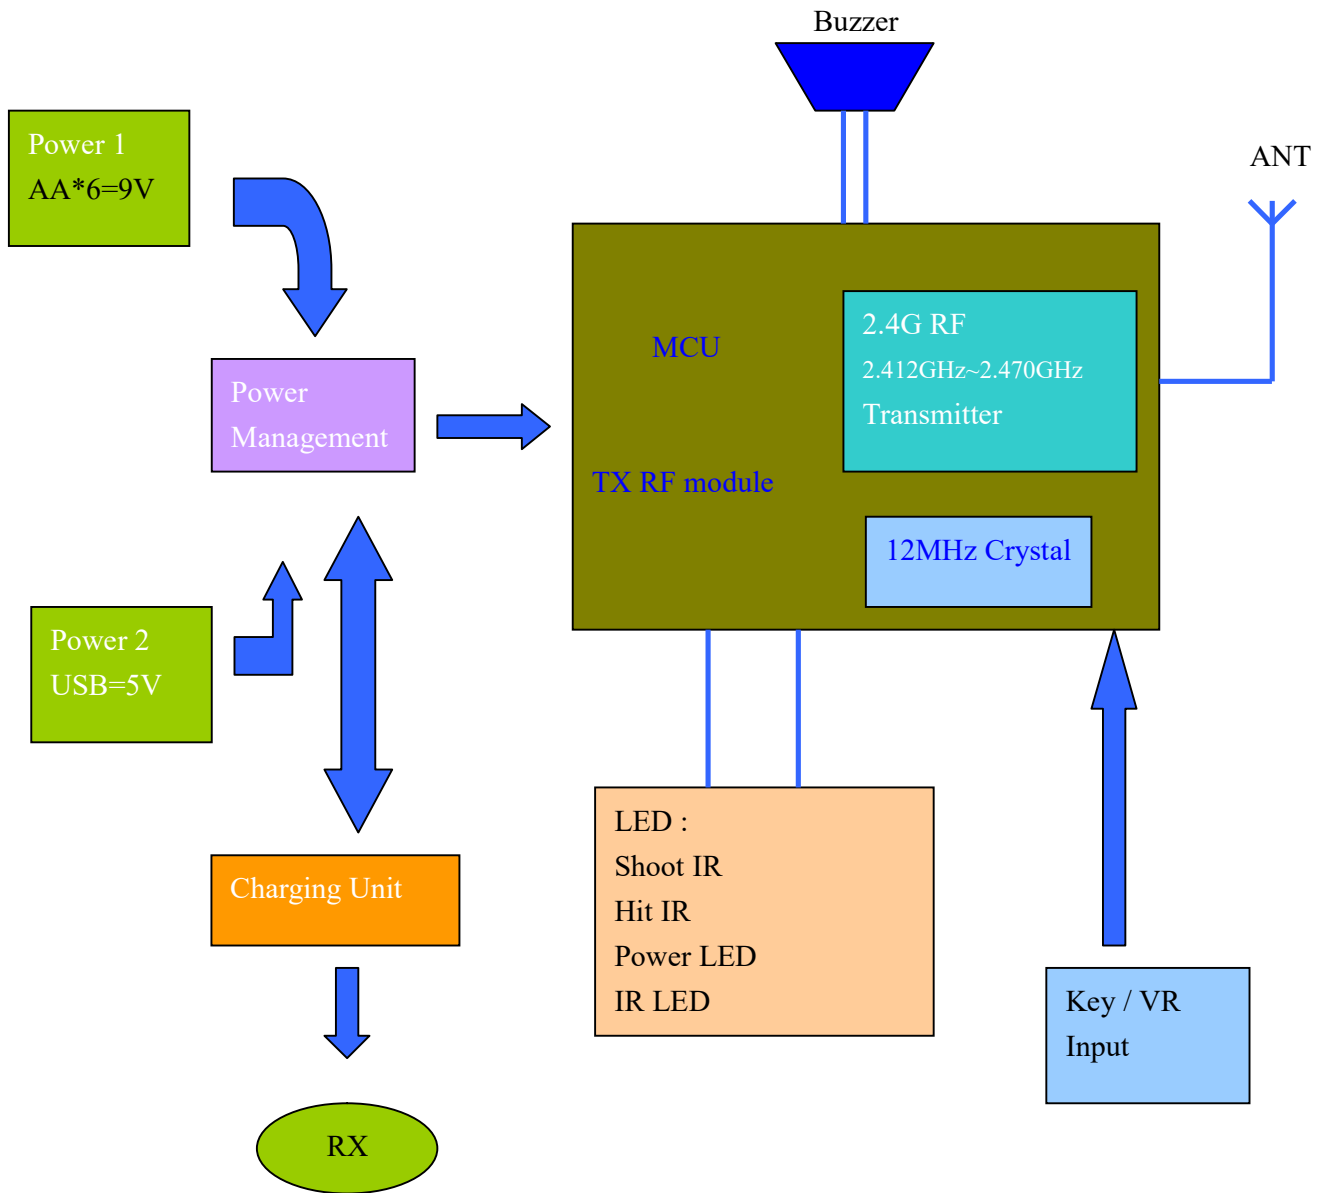 Buzzer
Power 1
AA*6=9V
ANT
2.4G RF
2.412GHz~2.470GHz
Transmitter
MCU
TX RF module
12MHz Crystal
Power
Management
Power 2
USB=5V
Charging Unit
LED :
Shoot IR
Hit IR
Power LED
IR LED
Key / VR
Input
RX